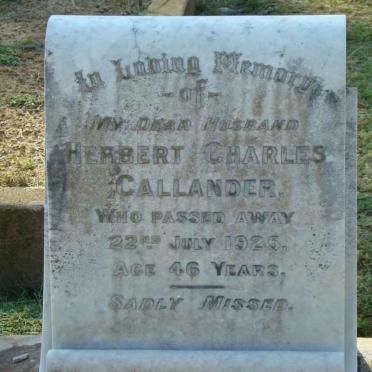 In Loving Memory
- of -
My Dear Husband
Herbert Charles
Callander.
Who passed away
22nd July 1925,
Age 46 Years.
Sadly Missed.